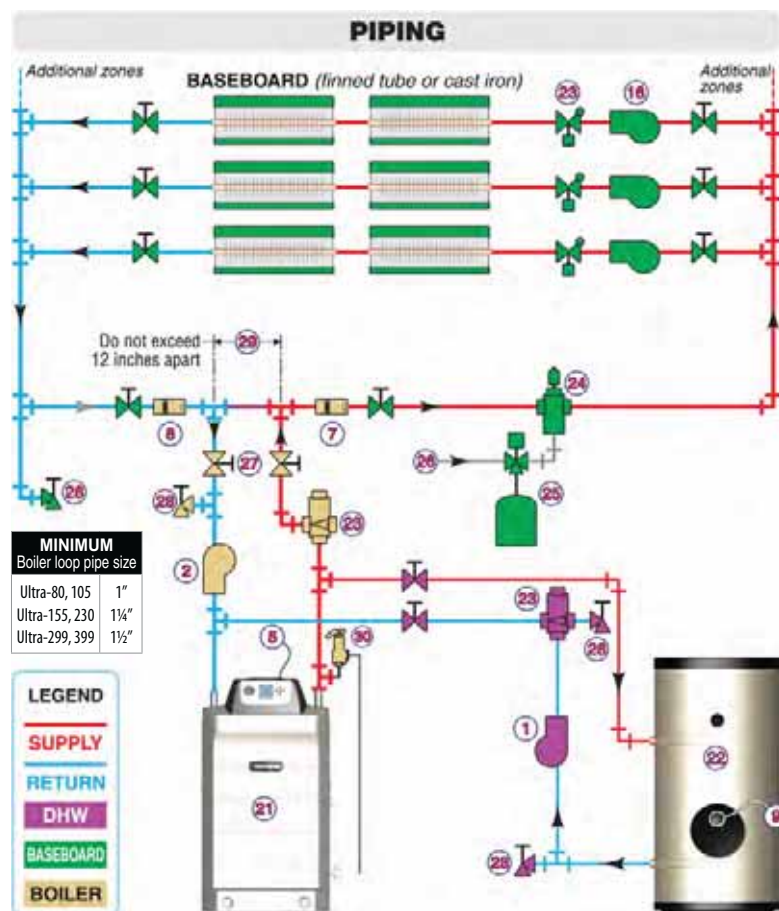 PIPING
Additional zones
BASEBOARD (finned tube or cast iron)
Additional
zones
23
16
Do not exceed
12 inches apart
29
24
8
7
26
27
25
28
28
23
2
MINIMUM
Boiler loop pipe size
Ultra-80, 105 1"
Ultra-155, 230 1¼"
Ultra-299, 399 1½"
23
28
5
30
1
22
9
21
28
LEGEND
SUPPLY
RETURN
DHW
BASEBOARD
BOILER